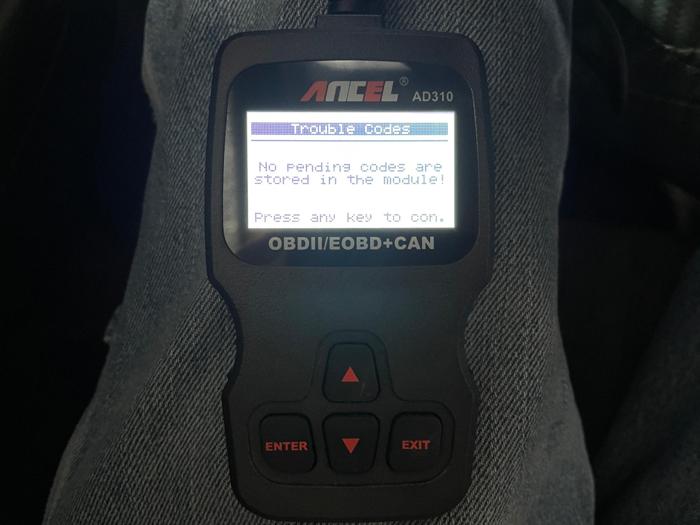 ANCEL®
AD310
Trouble Codes
No pending codes are
stored in the module!
Press any key to con.
OBDII/EOBD+CAN
ENTER
EXIT